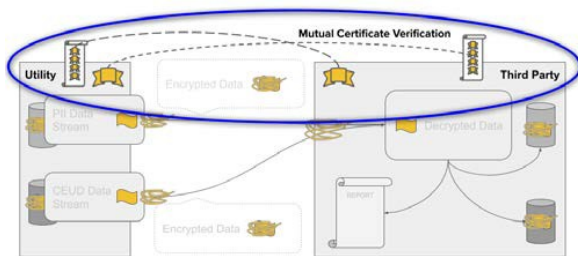 Mutual Certificate Verification
Utility
Third Party
Encrypted Data
PII Data
Stream
Decrypted Data
CEUD Data
Stream
REPORT
Encrypted Data